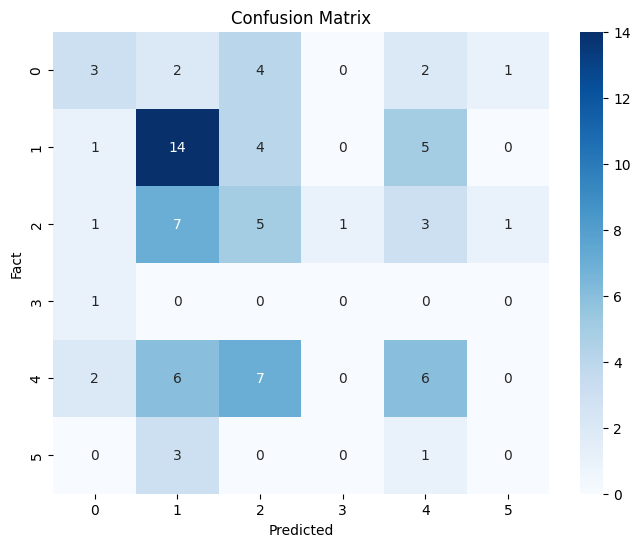 Confusion Matrix
Fact
0 3 2 4 0 2 1
1 1 14 4 0 5 0
2 1 7 5 1 3 1
3 1 0 0 0 0 0
4 2 6 7 0 6 0
5 0 3 0 0 1 0
0 1 2 3 4 5
Predicted
14
12
10
8
6
4
2
0